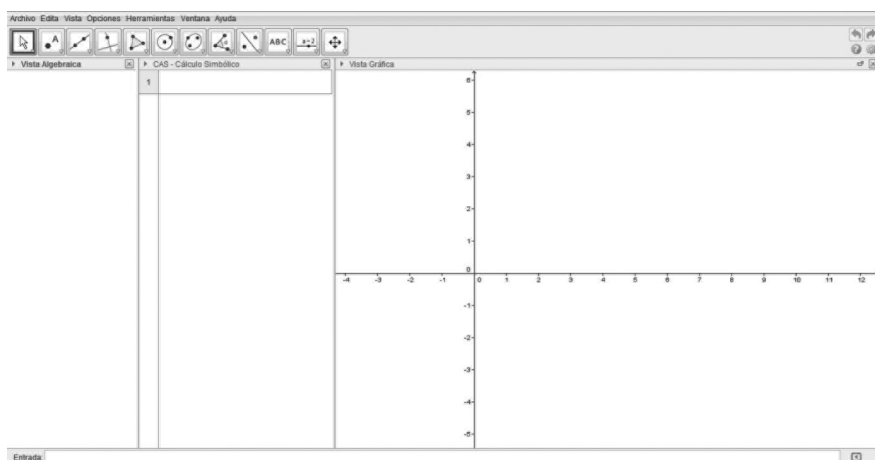 Archivo Edita Vista Opciones Herramientas Ventana Ayuda
A ABC a=2
Vista Algebraica
CAS - Cálculo Simbólico
Vista Gráfica
1
6
5
4
3
2
1
0
-4 -3 -2 -1 0 1 2 3 4 5 6 7 8 9 10 11 12
-1
-2
-3
-4
-5
Entrada: